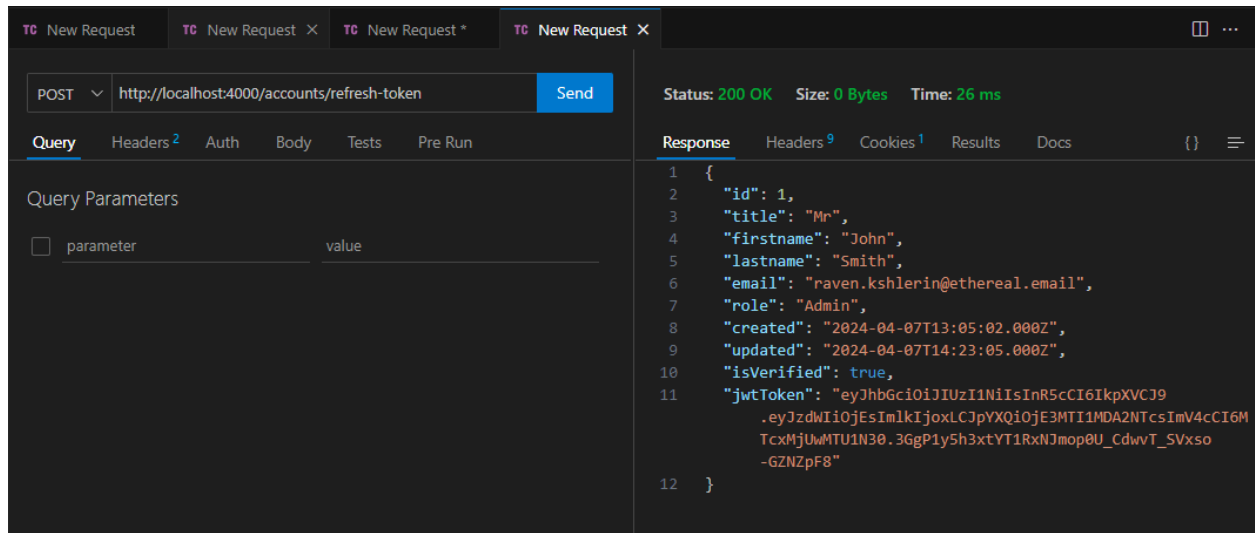 TC New Request TC New Request × TC New Request * TC New Request × ...
POST http://localhost:4000/accounts/refresh-token Send
Query Headers 2 Auth Body Tests Pre Run
Query Parameters
parameter value
Status: 200 OK Size: 0 Bytes Time: 26 ms
Response Headers 9 Cookies 1 Results Docs {}
1 {
2 "id": 1,
3 "title": "Mr",
4 "firstname": "John",
5 "lastname": "Smith",
6 "email": "raven.kshlerin@ethereal.email",
7 "role": "Admin",
8 "created": "2024-04-07T13:05:02.000Z",
9 "updated": "2024-04-07T14:23:05.000Z",
10 "isVerified": true,
11 "jwtToken": "eyJhbGciOiJIUzI1NiIsInR5cCI6IkpXVCJ9
.eyJzdWIiOjEsImlkIjoxLCJpYXQiOjE3MTI1MDA2NTcsImV4cCI6M
TcxMjUwMTU1N30.3GgP1y5h3xtYT1RxNJmop0U_CdwvT_SVxso
-GZNZpF8"
12 }